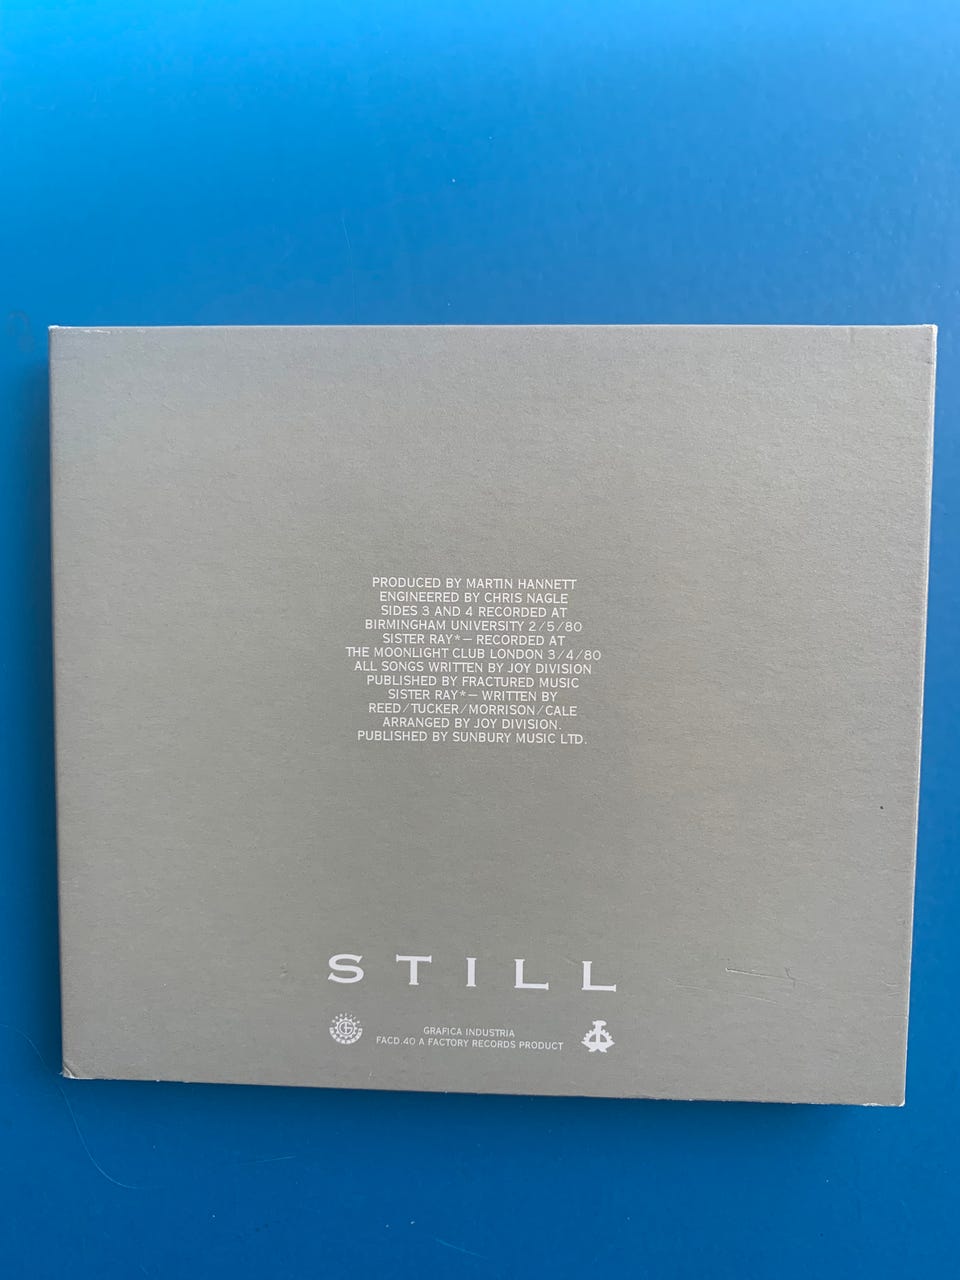 PRODUCED BY MARTIN HANNETT
ENGINEERED BY CHRIS NAGLE
SIDES 3 AND 4 RECORDED AT
BIRMINGHAM UNIVERSITY 2/5/80
SISTER RAY*— RECORDED AT
THE MOONLIGHT CLUB LONDON 3/4/80
ALL SONGS WRITTEN BY JOY DIVISION
PUBLISHED BY FRACTURED MUSIC
SISTER RAY*— WRITTEN BY
REED/TUCKER/MORRISON/CALE
ARRANGED BY JOY DIVISION.
PUBLISHED BY SUNBURY MUSIC LTD.
STILL
GRAFICA INDUSTRIA
FACD.40 A FACTORY RECORDS PRODUCT